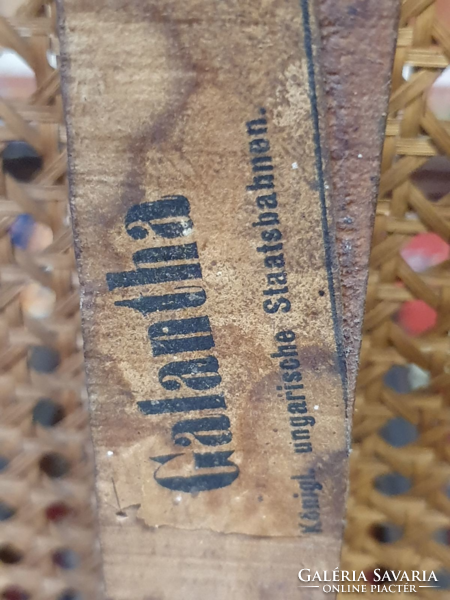 Galantha
Königl. ungarische Staatsbahnen.
GALÉRIA SAVARIA
ONLINE PIACTÉR